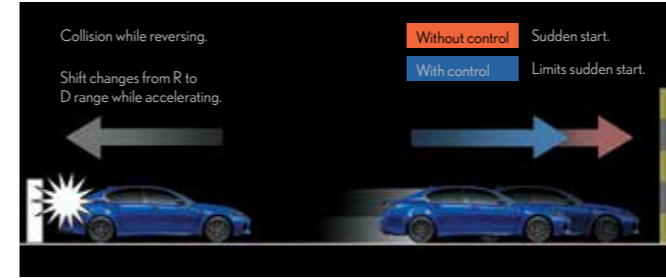 Collision while reversing.
Shift changes from R to
D range while accelerating.
Without control
Sudden start.
With control
Limits sudden start.